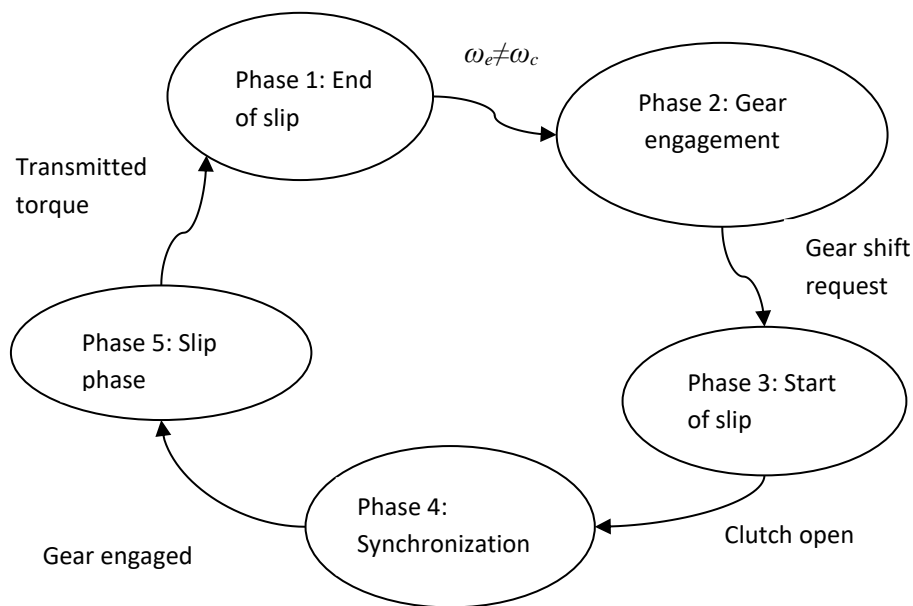 Phase 1: End
of slip
ωₑ≠ω꜀
Phase 2: Gear
engagement
Gear shift
request
Phase 3: Start
of slip
Clutch open
Phase 4:
Synchronization
Gear engaged
Phase 5: Slip
phase
Transmitted
torque